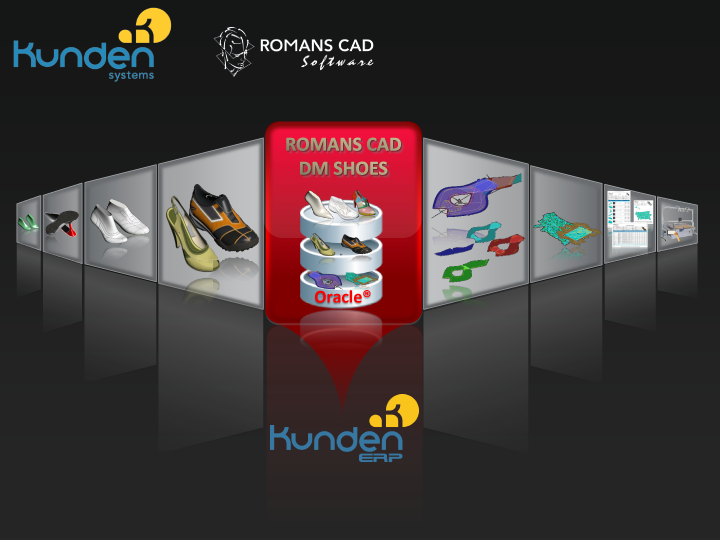 Kunden
systems
ROMANS CAD
Software
ROMANS CAD
DM SHOES
Oracle®
Kunden
ERP